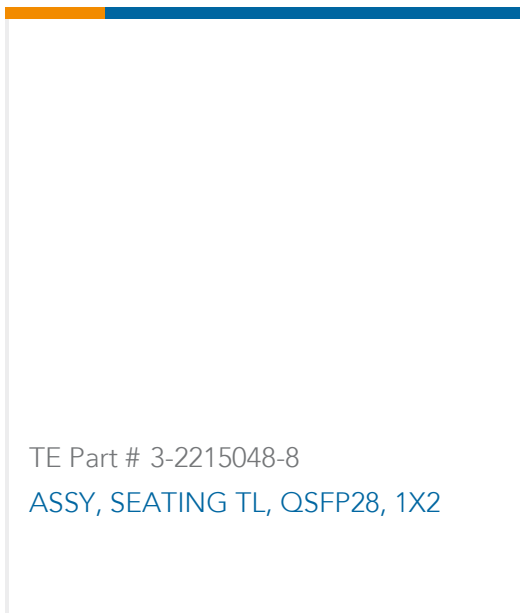 TE Part # 3-2215048-8
ASSY, SEATING TL, QSFP28, 1X2